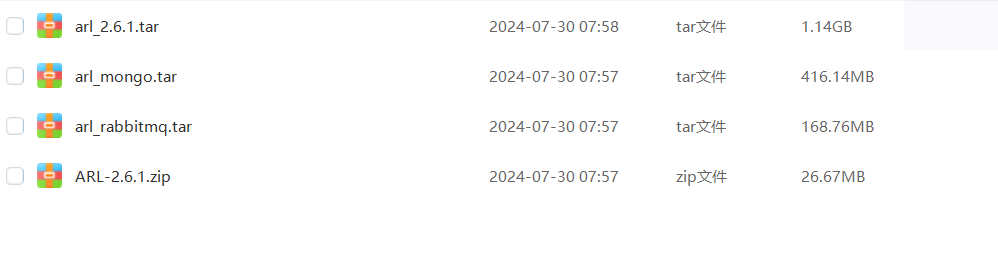 arl_2.6.1.tar 2024-07-30 07:58 tar文件 1.14GB
arl_mongo.tar 2024-07-30 07:57 tar文件 416.14MB
arl_rabbitmq.tar 2024-07-30 07:57 tar文件 168.76MB
ARL-2.6.1.zip 2024-07-30 07:57 zip文件 26.67MB